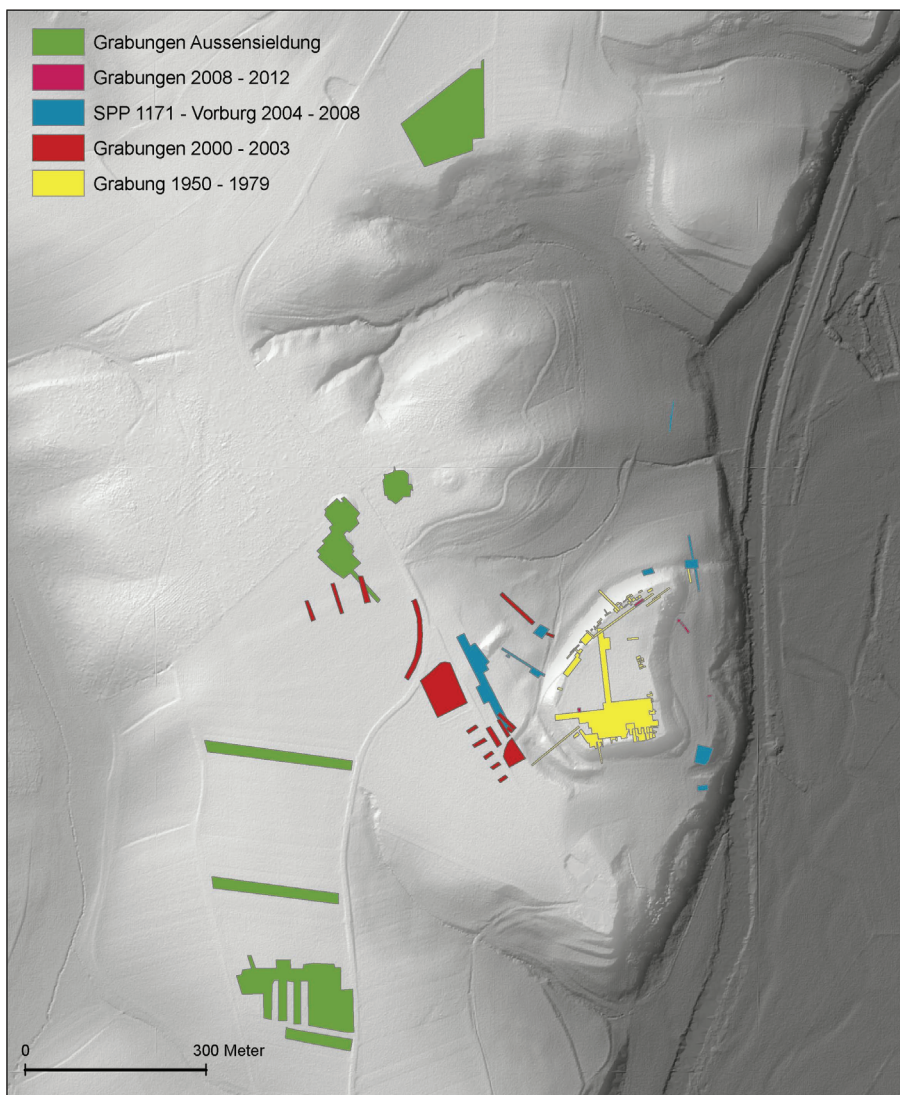 Grabungen Aussensieldung
Grabungen 2008 - 2012
SPP 1171 - Vorburg 2004 - 2008
Grabungen 2000 - 2003
Grabung 1950 - 1979
0 300 Meter